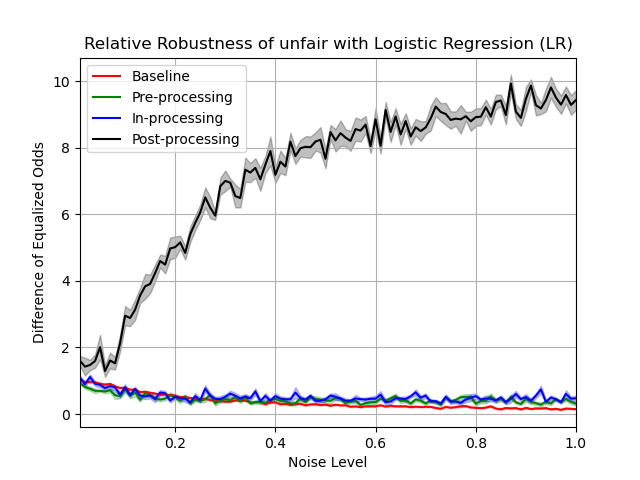 Relative Robustness of unfair with Logistic Regression (LR)
Baseline
Pre-processing
In-processing
Post-processing
Difference of Equalized Odds
10
8
6
4
2
0
0.2 0.4 0.6 0.8 1.0
Noise Level